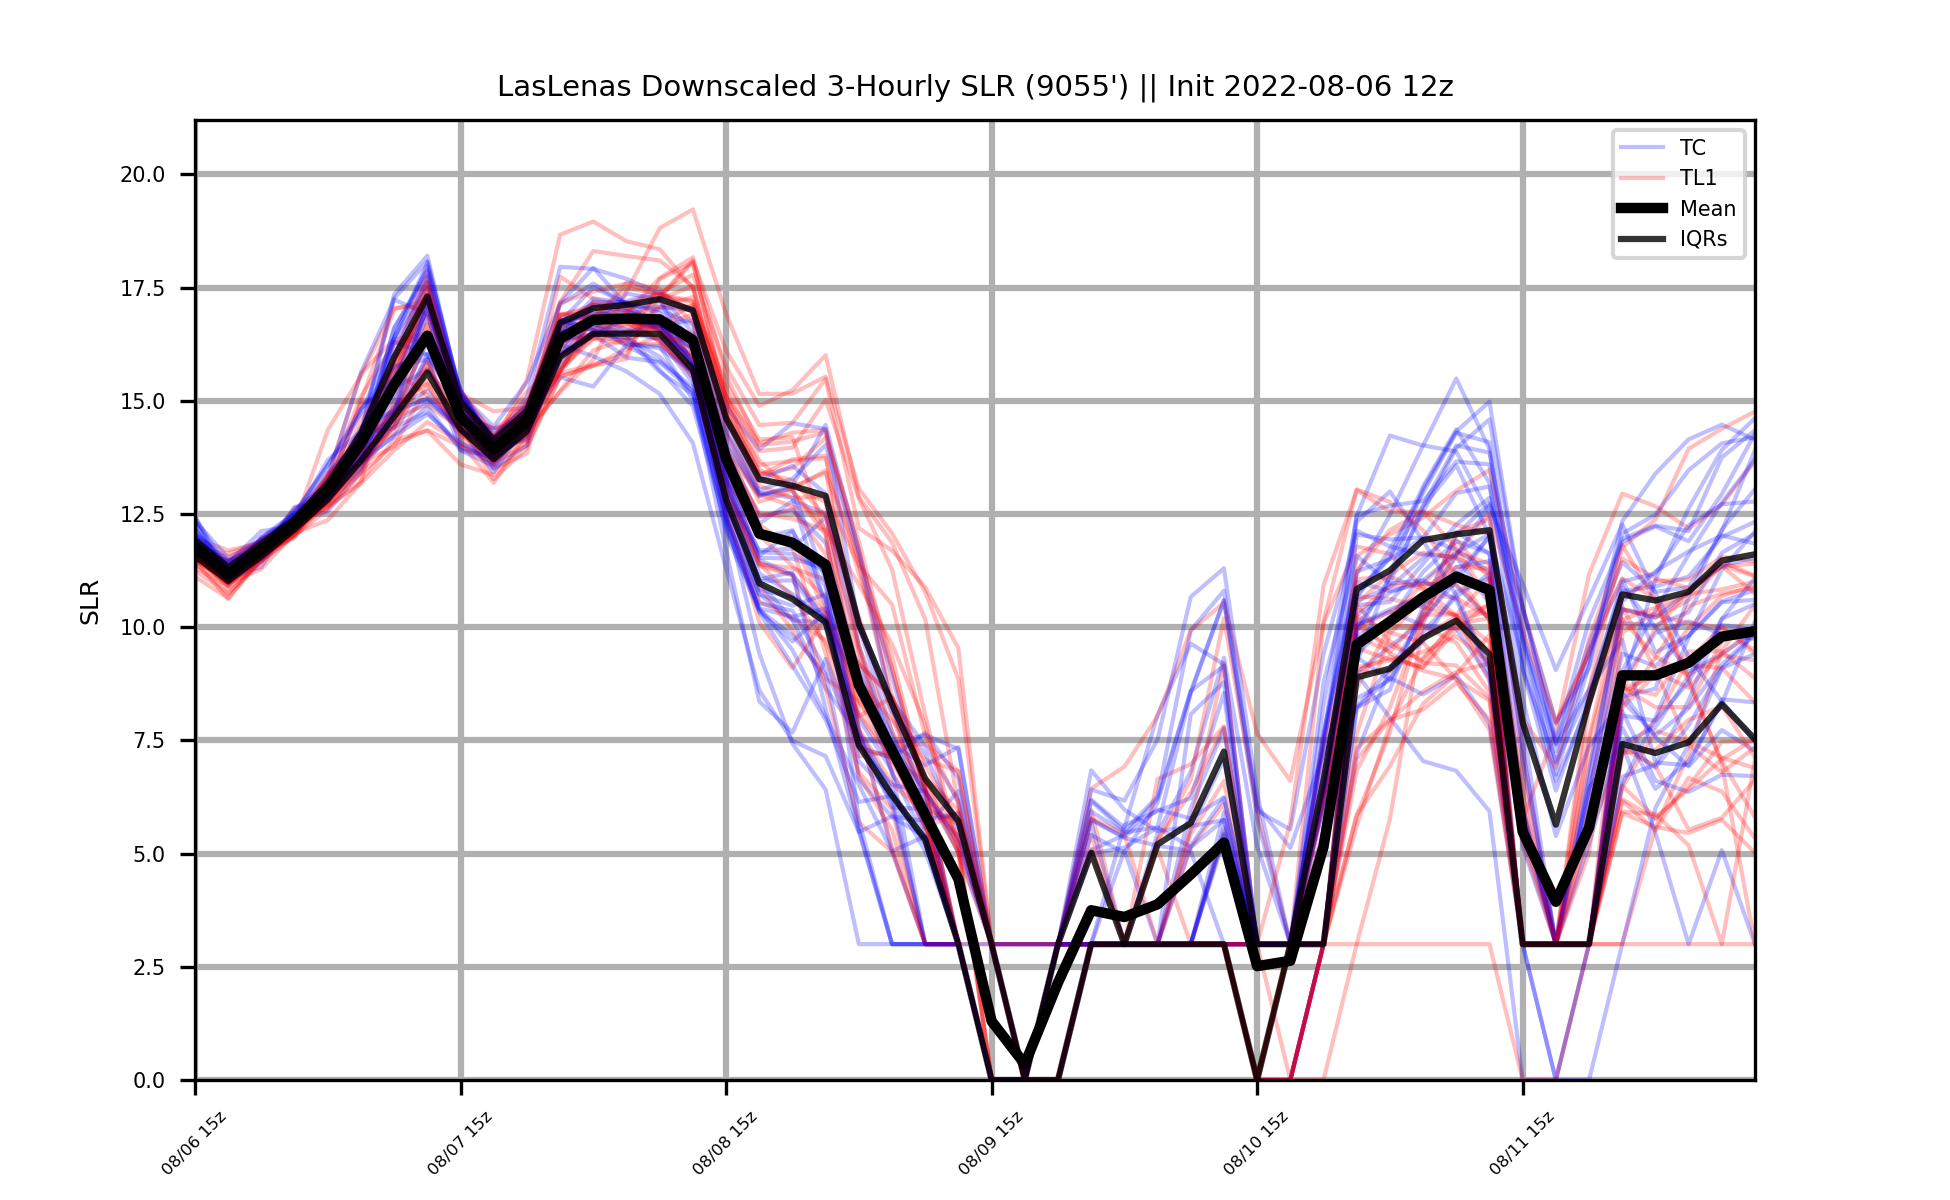 LasLenas Downscaled 3-Hourly SLR (9055') || Init 2022-08-06 12z
TC
TL1
Mean
IQRs
SLR
20.0
17.5
15.0
12.5
10.0
7.5
5.0
2.5
0.0
08/06 15z
08/07 15z
08/08 15z
08/09 15z
08/10 15z
08/11 15z